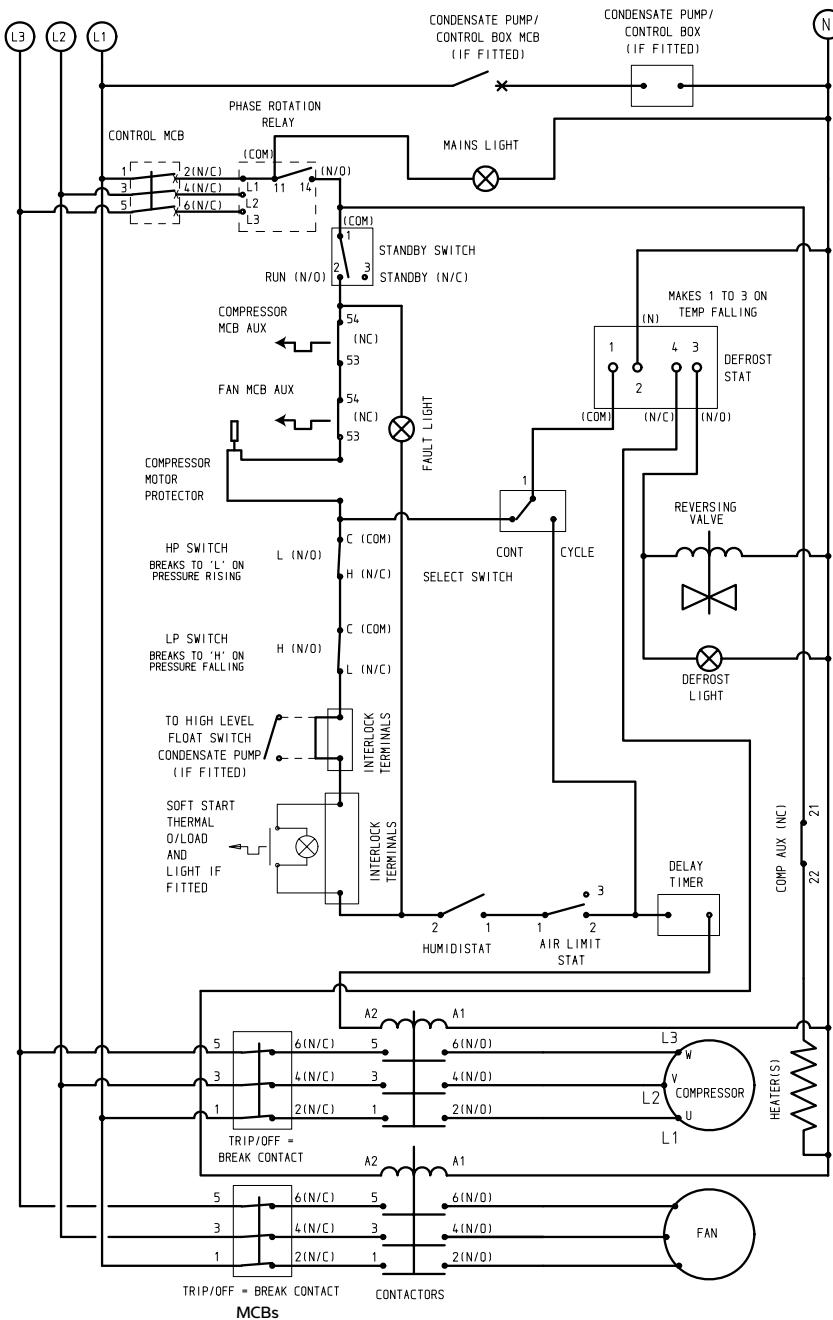 L3
L2
L1
N
CONDENSATE PUMP/
CONTROL BOX MCB
(IF FITTED)
CONDENSATE PUMP/
CONTROL BOX
(IF FITTED)
PHASE ROTATION
RELAY
CONTROL MCB
MAINS LIGHT
(COM)
(N/O)
1
2(N/C)
L1
11
14
3
4(N/C)
L2
5
6(N/C)
L3
(COM)
1
STANDBY SWITCH
2
3
RUN (N/O)
STANDBY (N/C)
COMPRESSOR
MCB AUX
54
(NC)
53
FAN MCB AUX
54
(NC)
53
FAULT LIGHT
MAKES 1 TO 3 ON
TEMP FALLING
(N)
1
2
4
3
DEFROST
STAT
(COM)
(N/C)
(N/O)
COMPRESSOR
MOTOR
PROTECTOR
1
CONT
CYCLE
SELECT SWITCH
REVERSING
VALVE
HP SWITCH
BREAKS TO 'L' ON
PRESSURE RISING
C (COM)
L (N/O)
H (N/C)
LP SWITCH
BREAKS TO 'H' ON
PRESSURE FALLING
C (COM)
H (N/O)
L (N/C)
DEFROST
LIGHT
TO HIGH LEVEL
FLOAT SWITCH
CONDENSATE PUMP
(IF FITTED)
INTERLOCK
TERMINALS
SOFT START
THERMAL
O/LOAD
AND
LIGHT IF
FITTED
INTERLOCK
TERMINALS
COMP AUX (NC)
21
22
DELAY
TIMER
2
1
HUMIDISTAT
1
3
2
AIR LIMIT
STAT
A2
A1
5
6(N/C)
5
6(N/O)
L3
W
3
4(N/C)
3
4(N/O)
L2
V
COMPRESSOR
1
2(N/C)
1
2(N/O)
U
L1
HEATER(S)
TRIP/OFF =
BREAK CONTACT
A2
A1
5
6(N/C)
5
6(N/O)
3
4(N/C)
3
4(N/O)
FAN
1
2(N/C)
1
2(N/O)
TRIP/OFF = BREAK CONTACT
CONTACTORS
MCBs